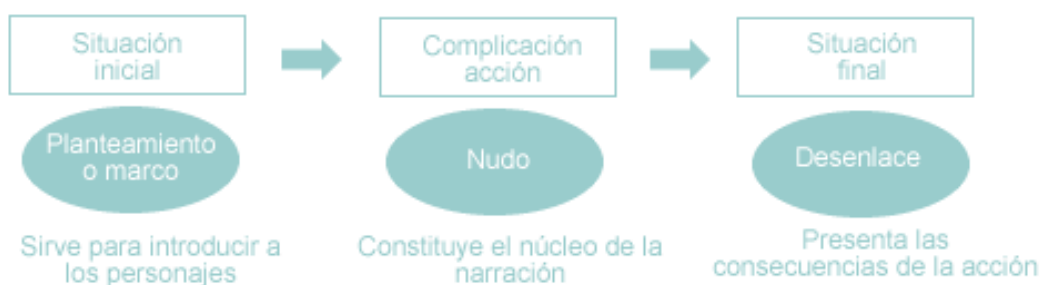 Situación
inicial
Complicación
acción
Situación
final
Planteamiento
o marco
Nudo
Desenlace
Sirve para introducir a
los personajes
Constituye el núcleo de la
narración
Presenta las
consecuencias de la acción